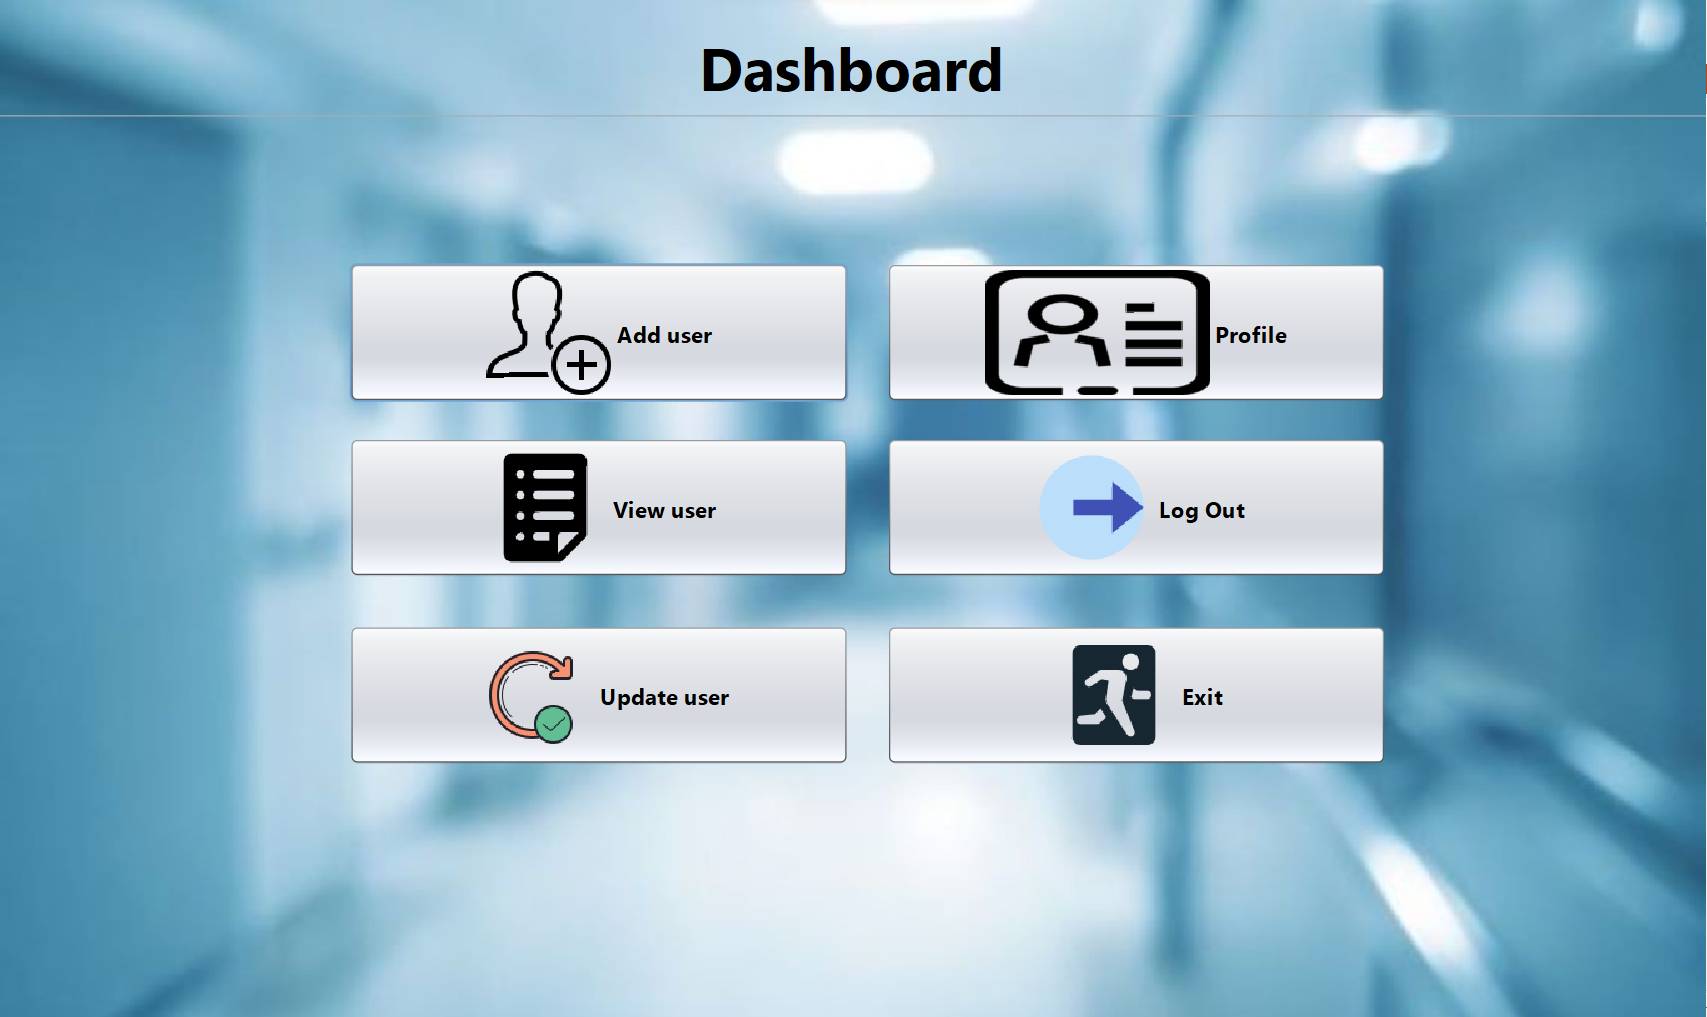 Dashboard
Add user
Profile
View user
Log Out
Update user
Exit